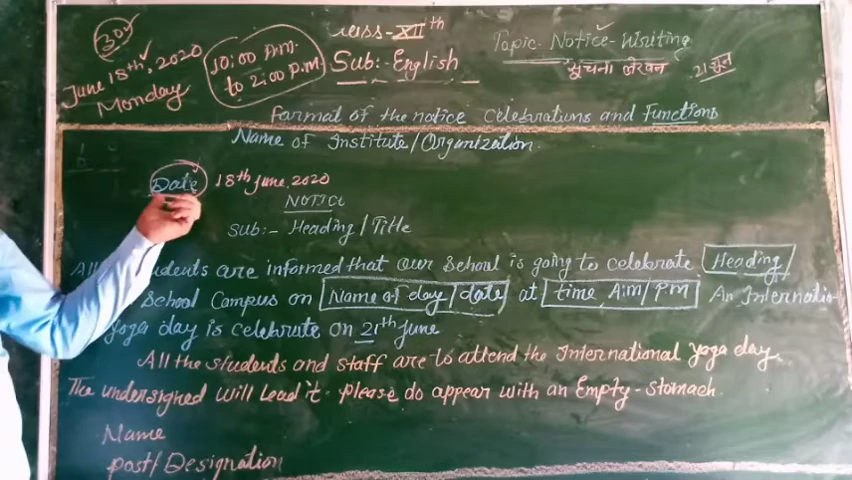 30✓
June 18th, 2020
Monday
10:00 A.M.
to 2:00 P.M
Class - XIIth
Sub:- English
Topic- Notice-Writing
सूचना लेखन
21 जून
Format of the notice Celebrations and Functions
Name of Institute/Organization
Date 18th June, 2020
NOTICE
Sub:- Heading/Title
All students are informed that our School is going to celebrate Heading/
School Campus on Name of day/date at time A.M/P.M An Internatio
Yoga day is celebrate on 21th June
All the students and staff are to attend the International yoga day.
The undersigned will Lead it. Please do appear with an Empty-stomach.
Name
Post/Designation